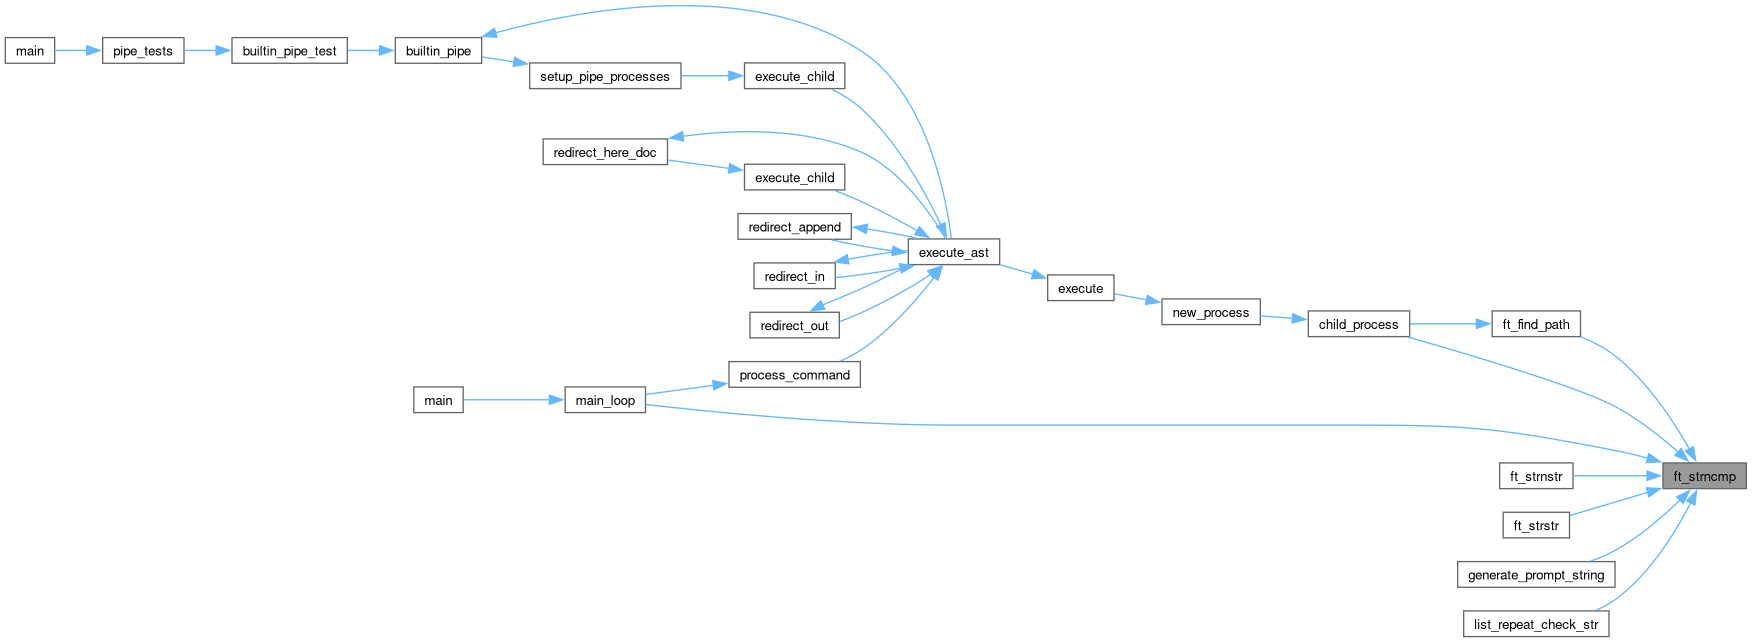 main
pipe_tests
builtin_pipe_test
builtin_pipe
setup_pipe_processes
execute_child
redirect_here_doc
execute_child
redirect_append
execute_ast
redirect_in
execute
new_process
redirect_out
child_process
ft_find_path
process_command
main
main_loop
ft_strnstr
ft_strncmp
ft_strstr
generate_prompt_string
list_repeat_check_str